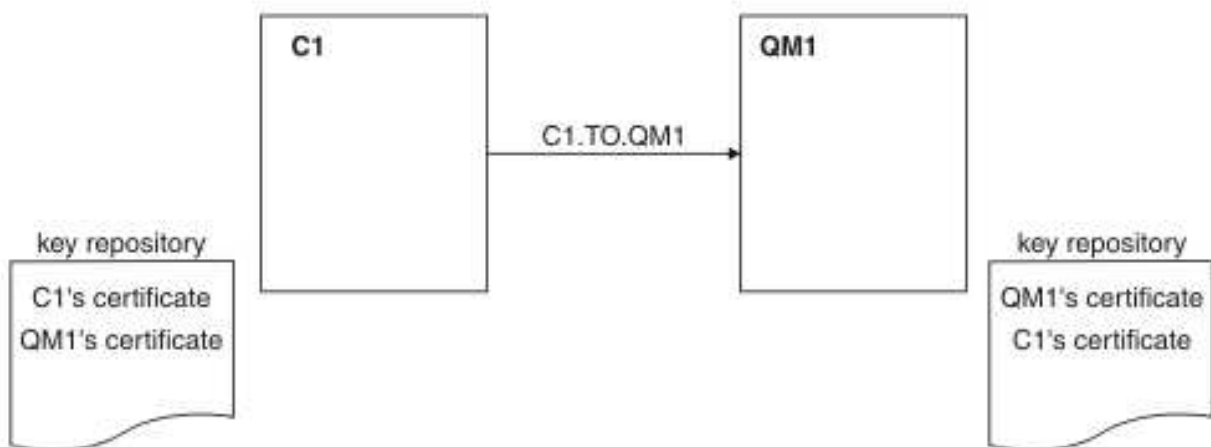 C1
QM1
C1.TO.QM1
key repository
C1's certificate
QM1's certificate
key repository
QM1's certificate
C1's certificate